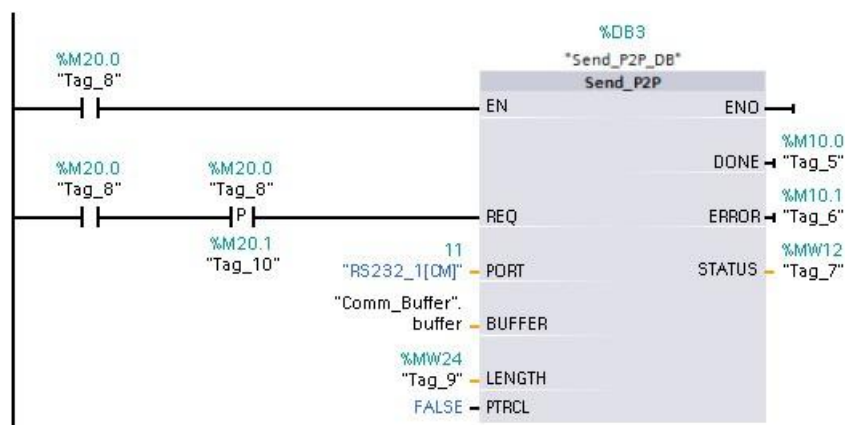 %DB3
"Send_P2P_DB"
Send_P2P
%M20.0
"Tag_8"
EN
ENO
%M10.0
DONE
"Tag_5"
%M20.0
"Tag_8"
%M20.0
"Tag_8"
P
%M20.1
"Tag_10"
REQ
%M10.1
ERROR
"Tag_6"
11
"RS232_1[CM]"
PORT
%MW12
STATUS
"Tag_7"
"Comm_Buffer".
buffer
BUFFER
%MW24
"Tag_9"
LENGTH
FALSE
PTRCL